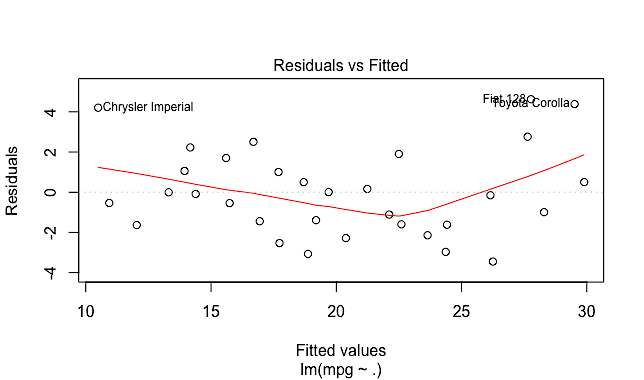 Residuals vs Fitted
Chrysler Imperial
Fiat 128
Toyota Corolla
Residuals
4
2
0
-2
-4
10 15 20 25 30
Fitted values
lm(mpg ~ .)